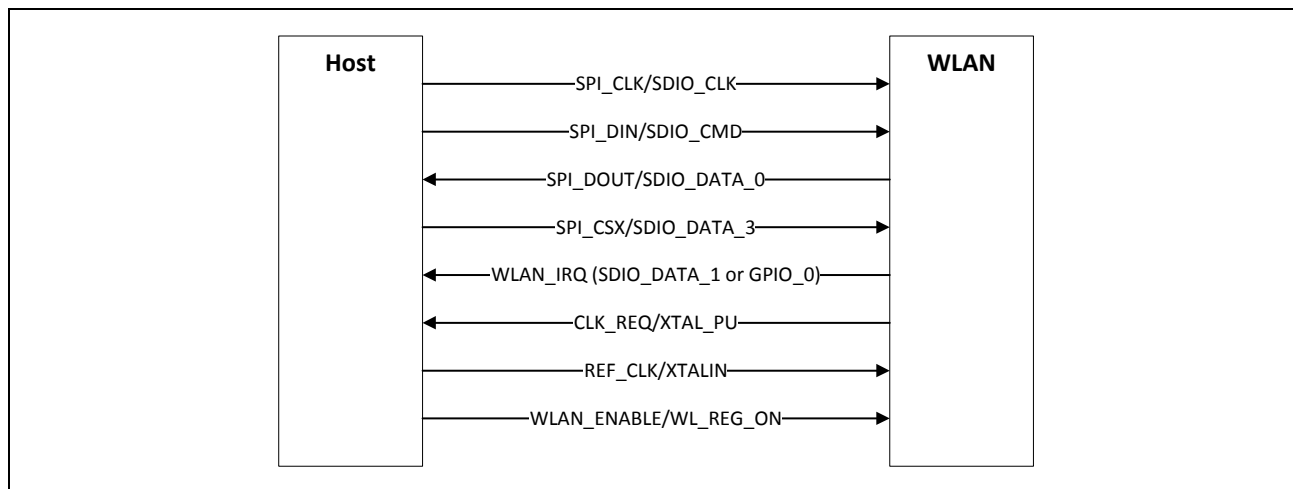 Host
WLAN
SPI_CLK/SDIO_CLK
SPI_DIN/SDIO_CMD
SPI_DOUT/SDIO_DATA_0
SPI_CSX/SDIO_DATA_3
WLAN_IRQ (SDIO_DATA_1 or GPIO_0)
CLK_REQ/XTAL_PU
REF_CLK/XTALIN
WLAN_ENABLE/WL_REG_ON